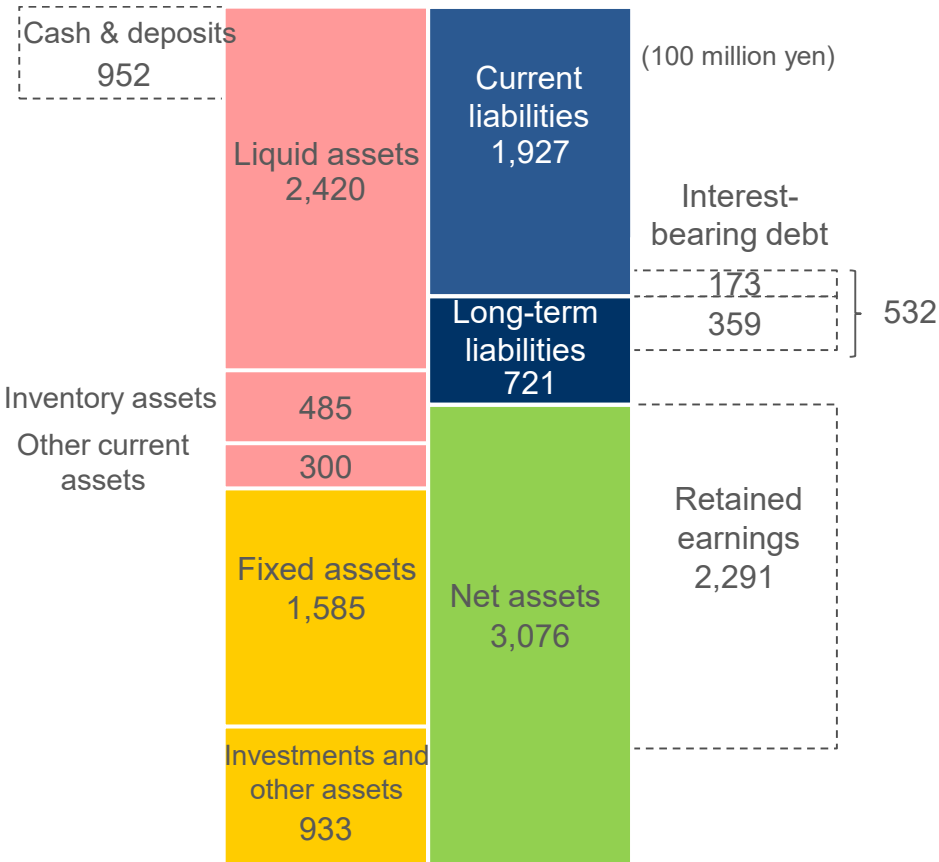 Cash & deposits
952
Liquid assets
2,420
Inventory assets
485
Other current
assets
300
Fixed assets
1,585
Investments and
other assets
933
Current
liabilities
1,927
Long-term
liabilities
721
Net assets
3,076
(100 million yen)
Interest-
bearing debt
173
359
532
Retained
earnings
2,291